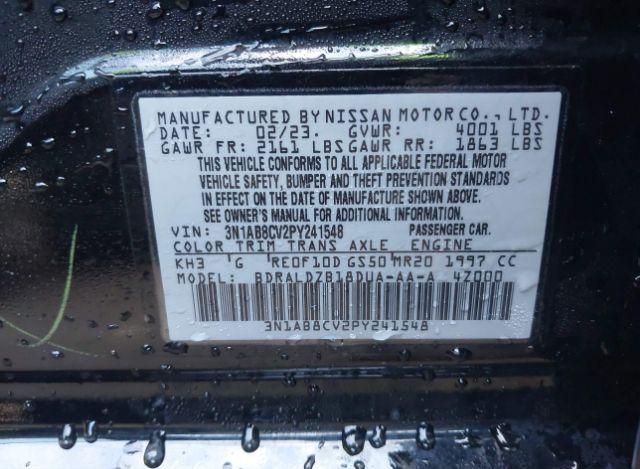 MANUFACTURED BY NISSAN MOTOR CO., LTD.
DATE: 02/23. GVWR: 4001 LBS
GAWR FR: 2161 LBS GAWR RR: 1863 LBS
THIS VEHICLE CONFORMS TO ALL APPLICABLE FEDERAL MOTOR
VEHICLE SAFETY, BUMPER AND THEFT PREVENTION STANDARDS
IN EFFECT ON THE DATE OF MANUFACTURE SHOWN ABOVE.
SEE OWNER'S MANUAL FOR ADDITIONAL INFORMATION
VIN: 3N1AB8CV2PY241548 PASSENGER CAR.
COLOR TRIM TRANS AXLE ENGINE
KH3 G RE0F10D GS50 MR20 1997 CC
MODEL: BDRALDZB18DUA-AA-A 4Z000
3N1AB8CV2PY241548